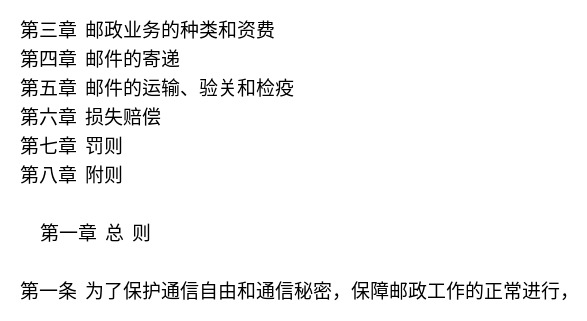 第三章 邮政业务的种类和资费
第四章 邮件的寄递
第五章 邮件的运输、验关和检疫
第六章 损失赔偿
第七章 罚则
第八章 附则
第一章 总 则
第一条 为了保护通信自由和通信秘密，保障邮政工作的正常进行，